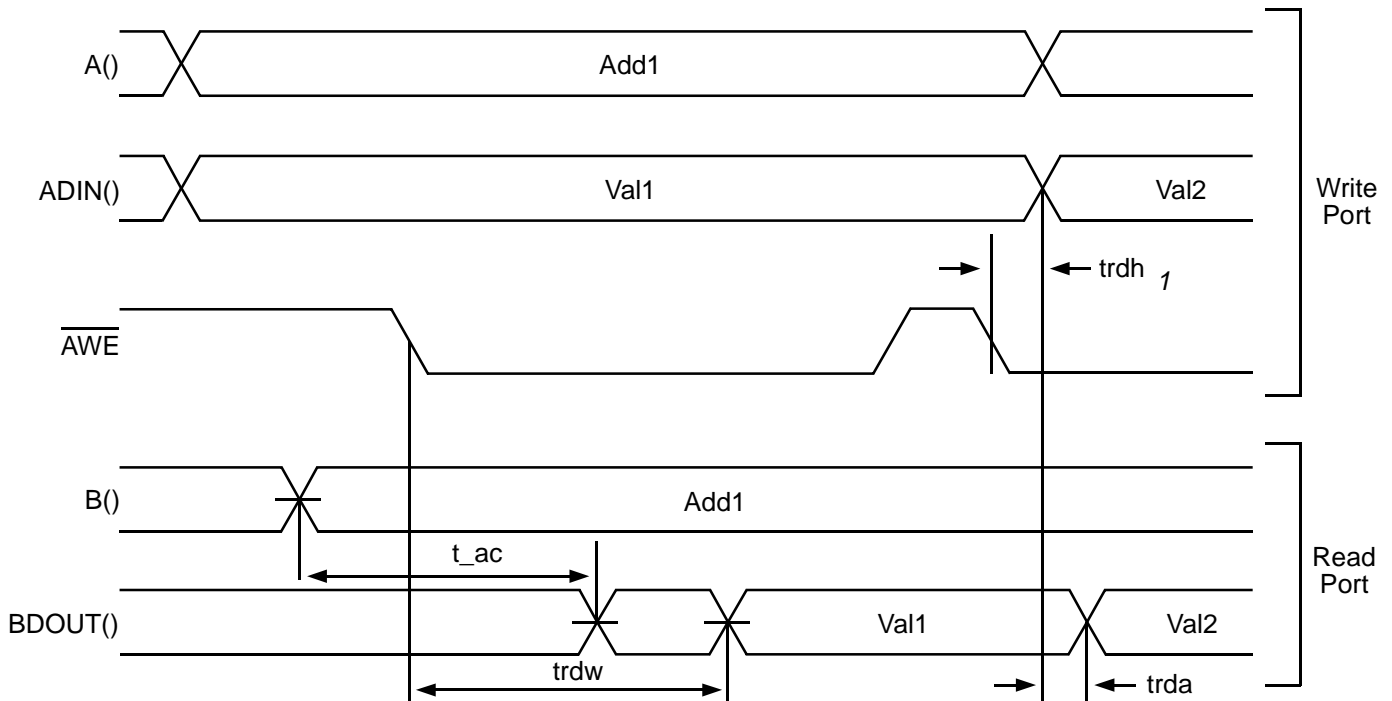 A() Add1
ADIN() Val1 Val2
Write
Port
trdh 1
AWE
B() Add1
t_ac
Read
Port
BDOUT() Val1 Val2
trdw
trda